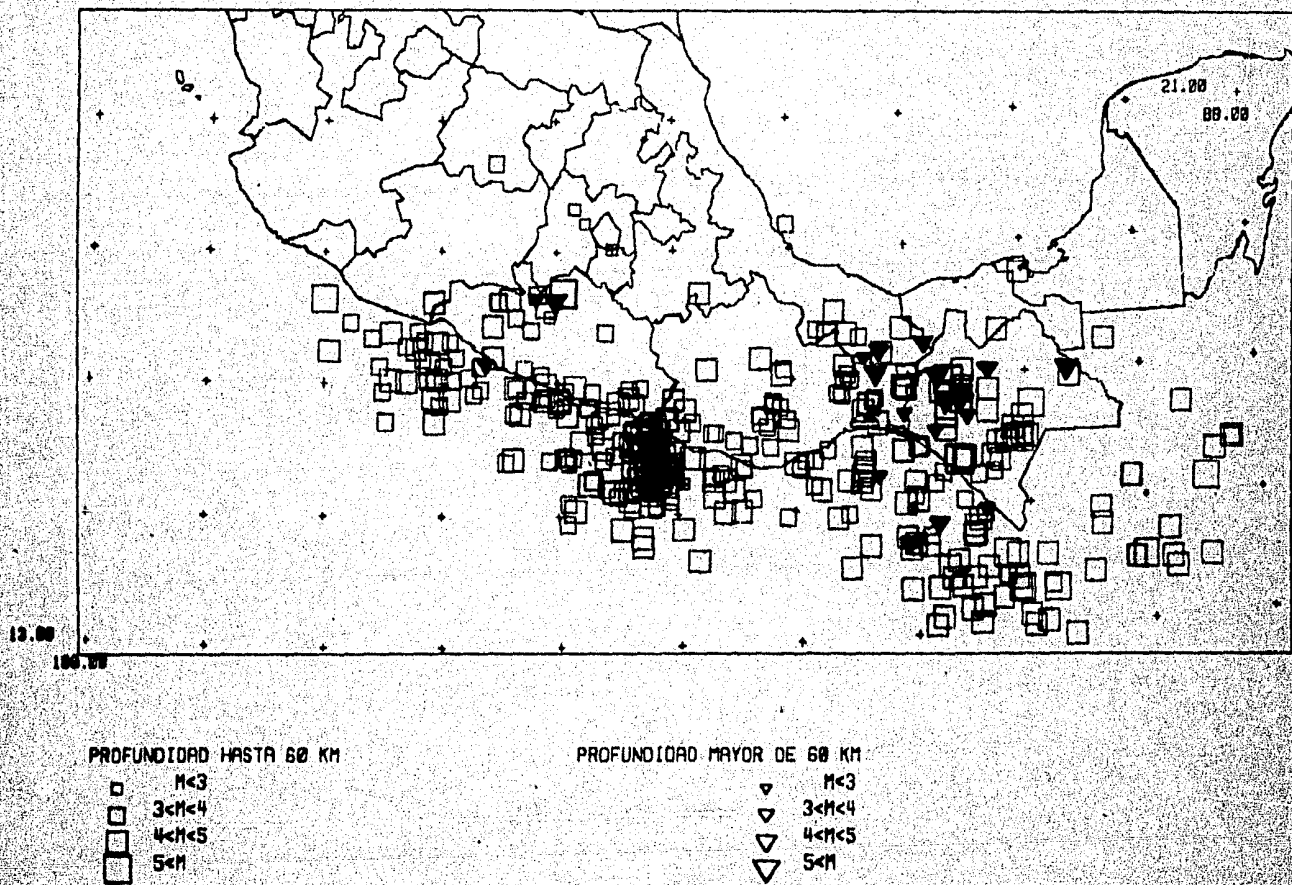 21.00
88.00
13.00
PROFUNDIDAD HASTA 60 KM
M<3
3<M<4
4<M<5
5<M
PROFUNDIDAD MAYOR DE 60 KM
M<3
3<M<4
4<M<5
5<M